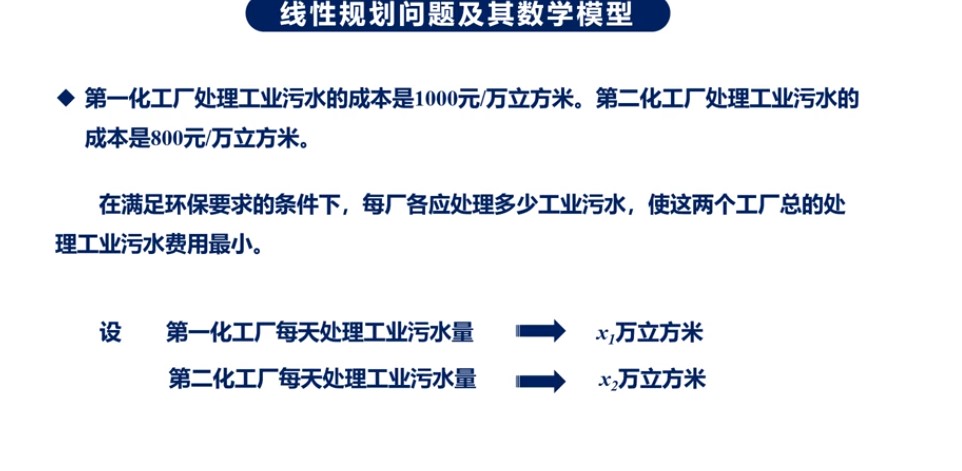 线性规划问题及其数学模型
◆ 第一化工厂处理工业污水的成本是1000元/万立方米。第二化工厂处理工业污水的
成本是800元/万立方米。
在满足环保要求的条件下，每厂各应处理多少工业污水，使这两个工厂总的处
理工业污水费用最小。
设 第一化工厂每天处理工业污水量 x₁万立方米
第二化工厂每天处理工业污水量 x₂万立方米